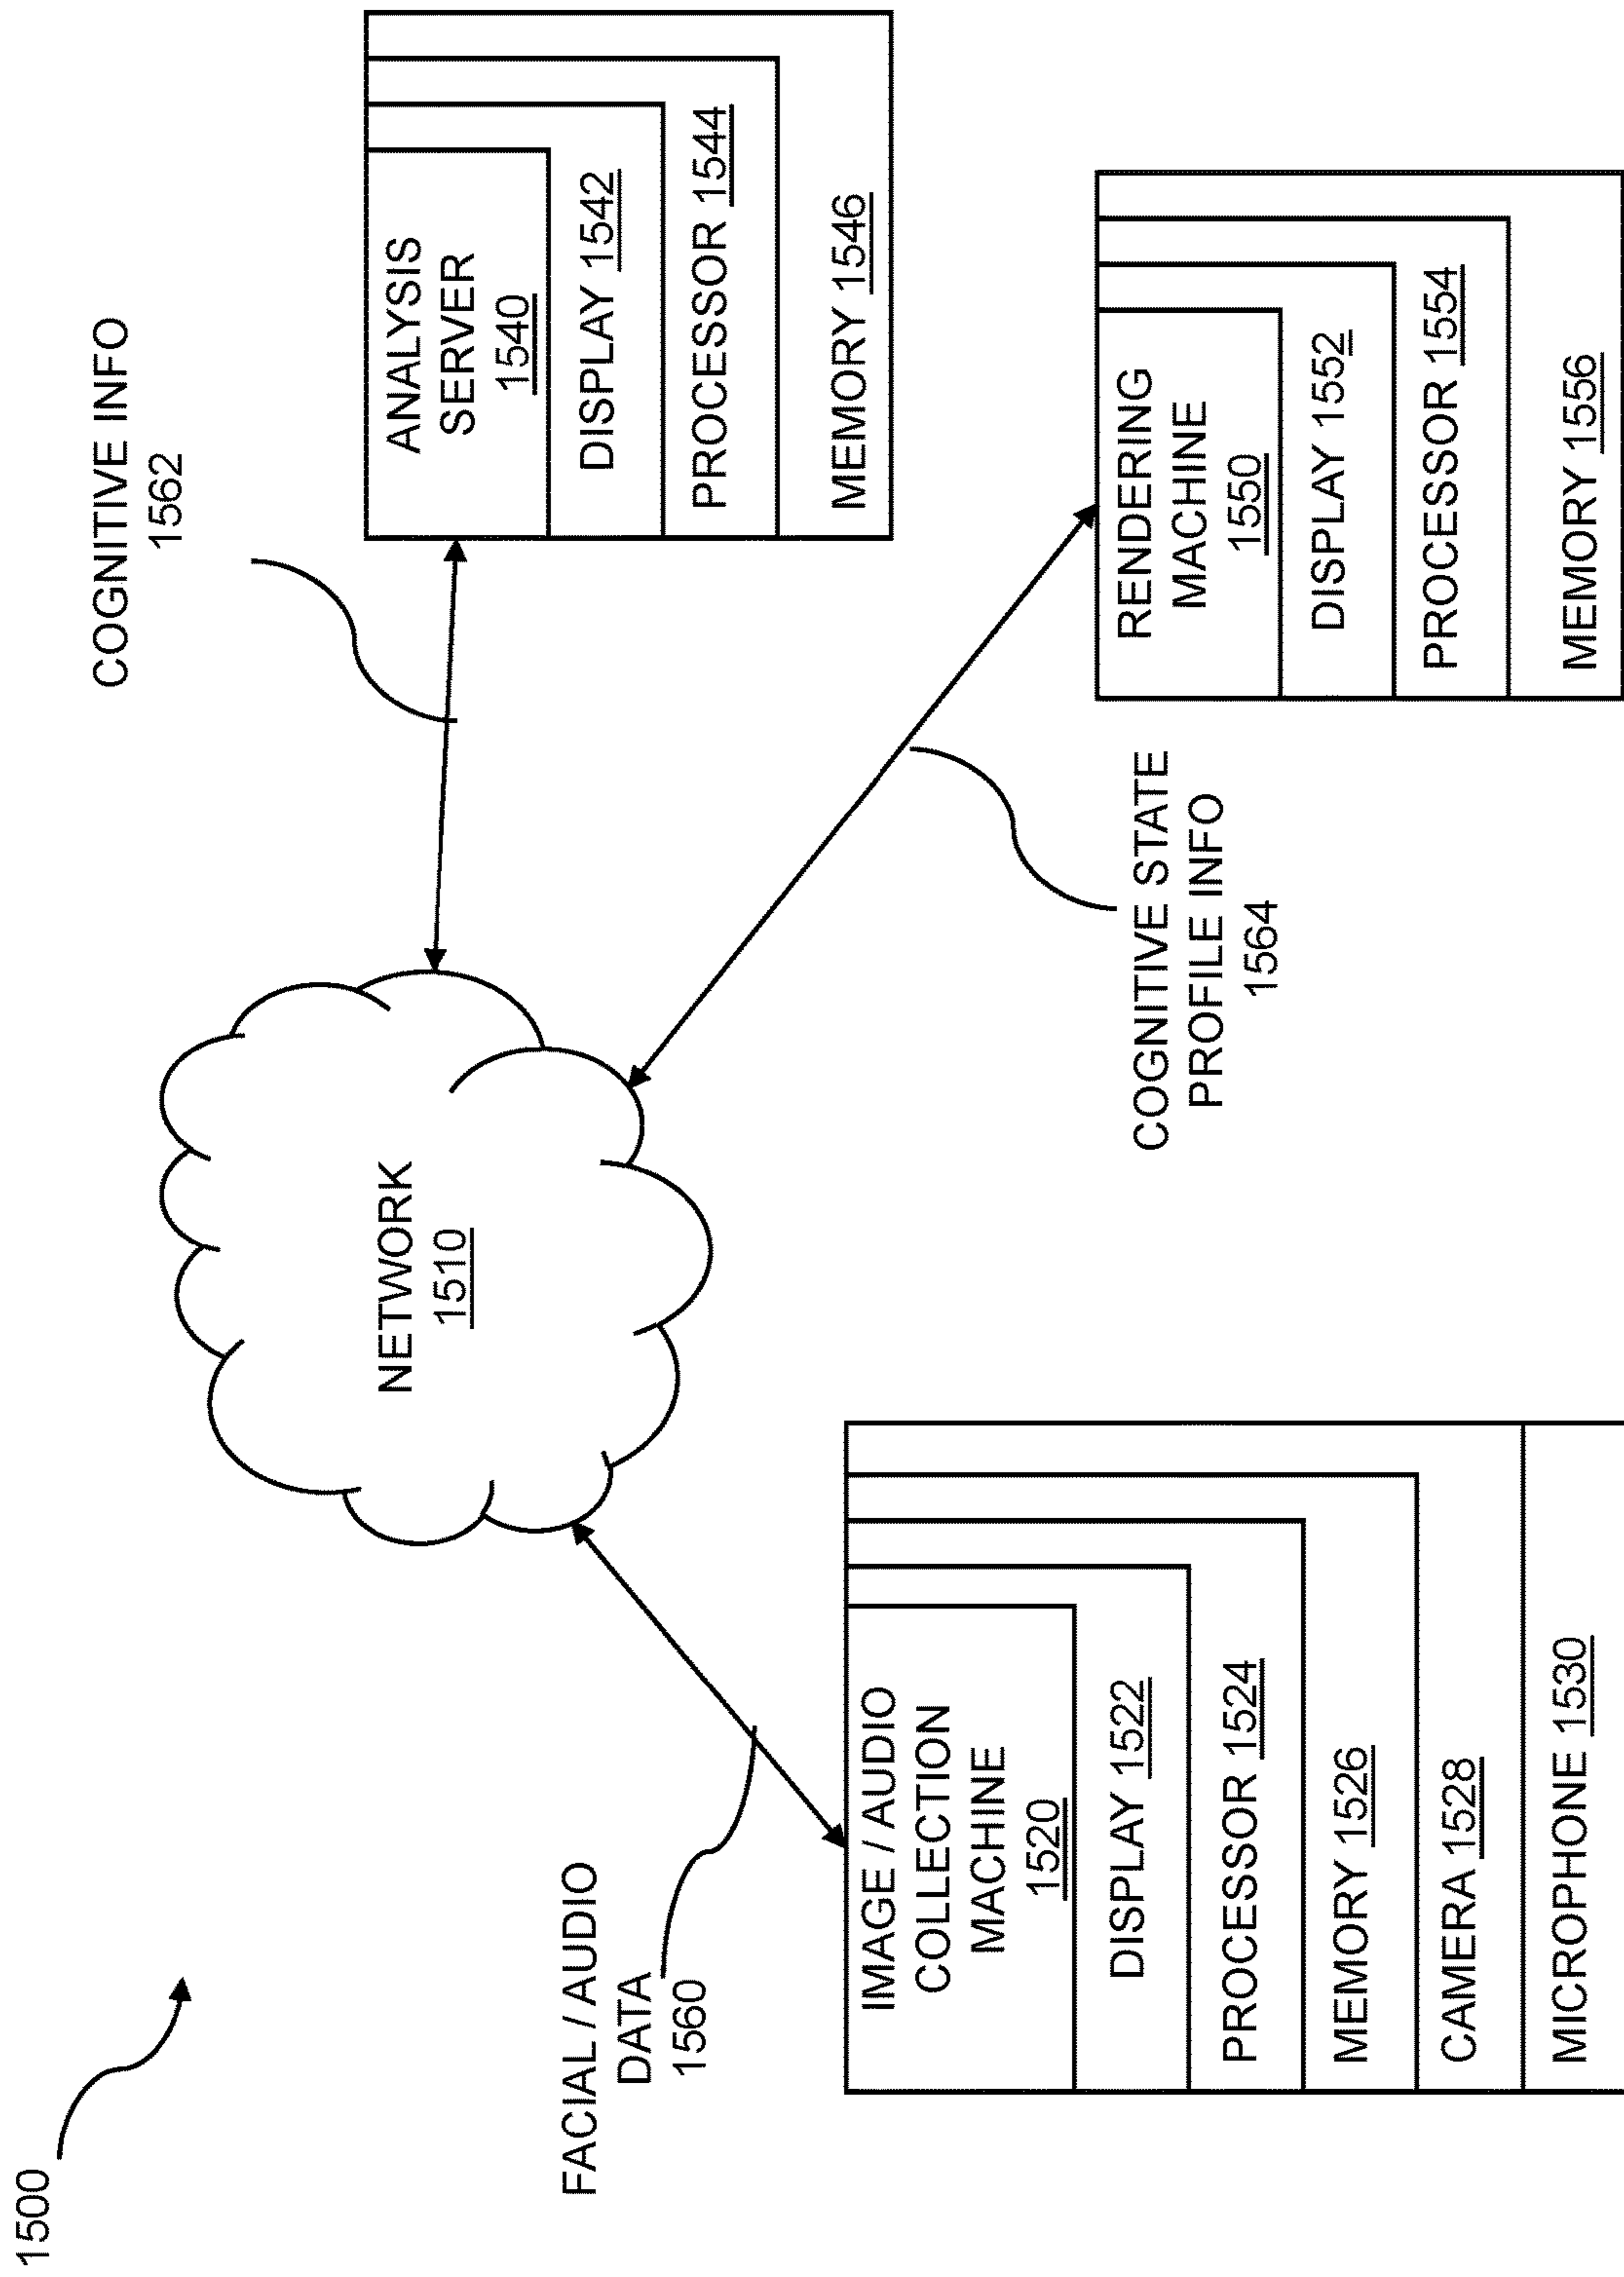 1500
COGNITIVE INFO
1562
NETWORK
1510
ANALYSIS
SERVER
1540
DISPLAY 1542
PROCESSOR 1544
MEMORY 1546
FACIAL / AUDIO
DATA
1560
IMAGE / AUDIO
COLLECTION
MACHINE
1520
DISPLAY 1522
PROCESSOR 1524
MEMORY 1526
CAMERA 1528
MICROPHONE 1530
COGNITIVE STATE
PROFILE INFO
1564
RENDERING
MACHINE
1550
DISPLAY 1552
PROCESSOR 1554
MEMORY 1556